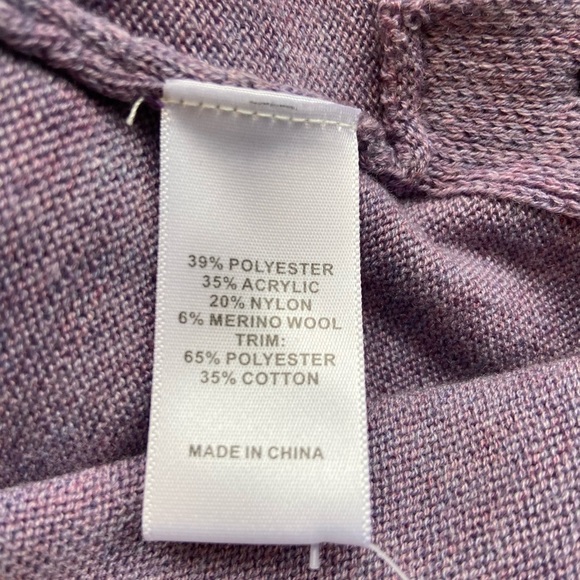 39% POLYESTER
35% ACRYLIC
20% NYLON
6% MERINO WOOL
TRIM:
65% POLYESTER
35% COTTON
MADE IN CHINA